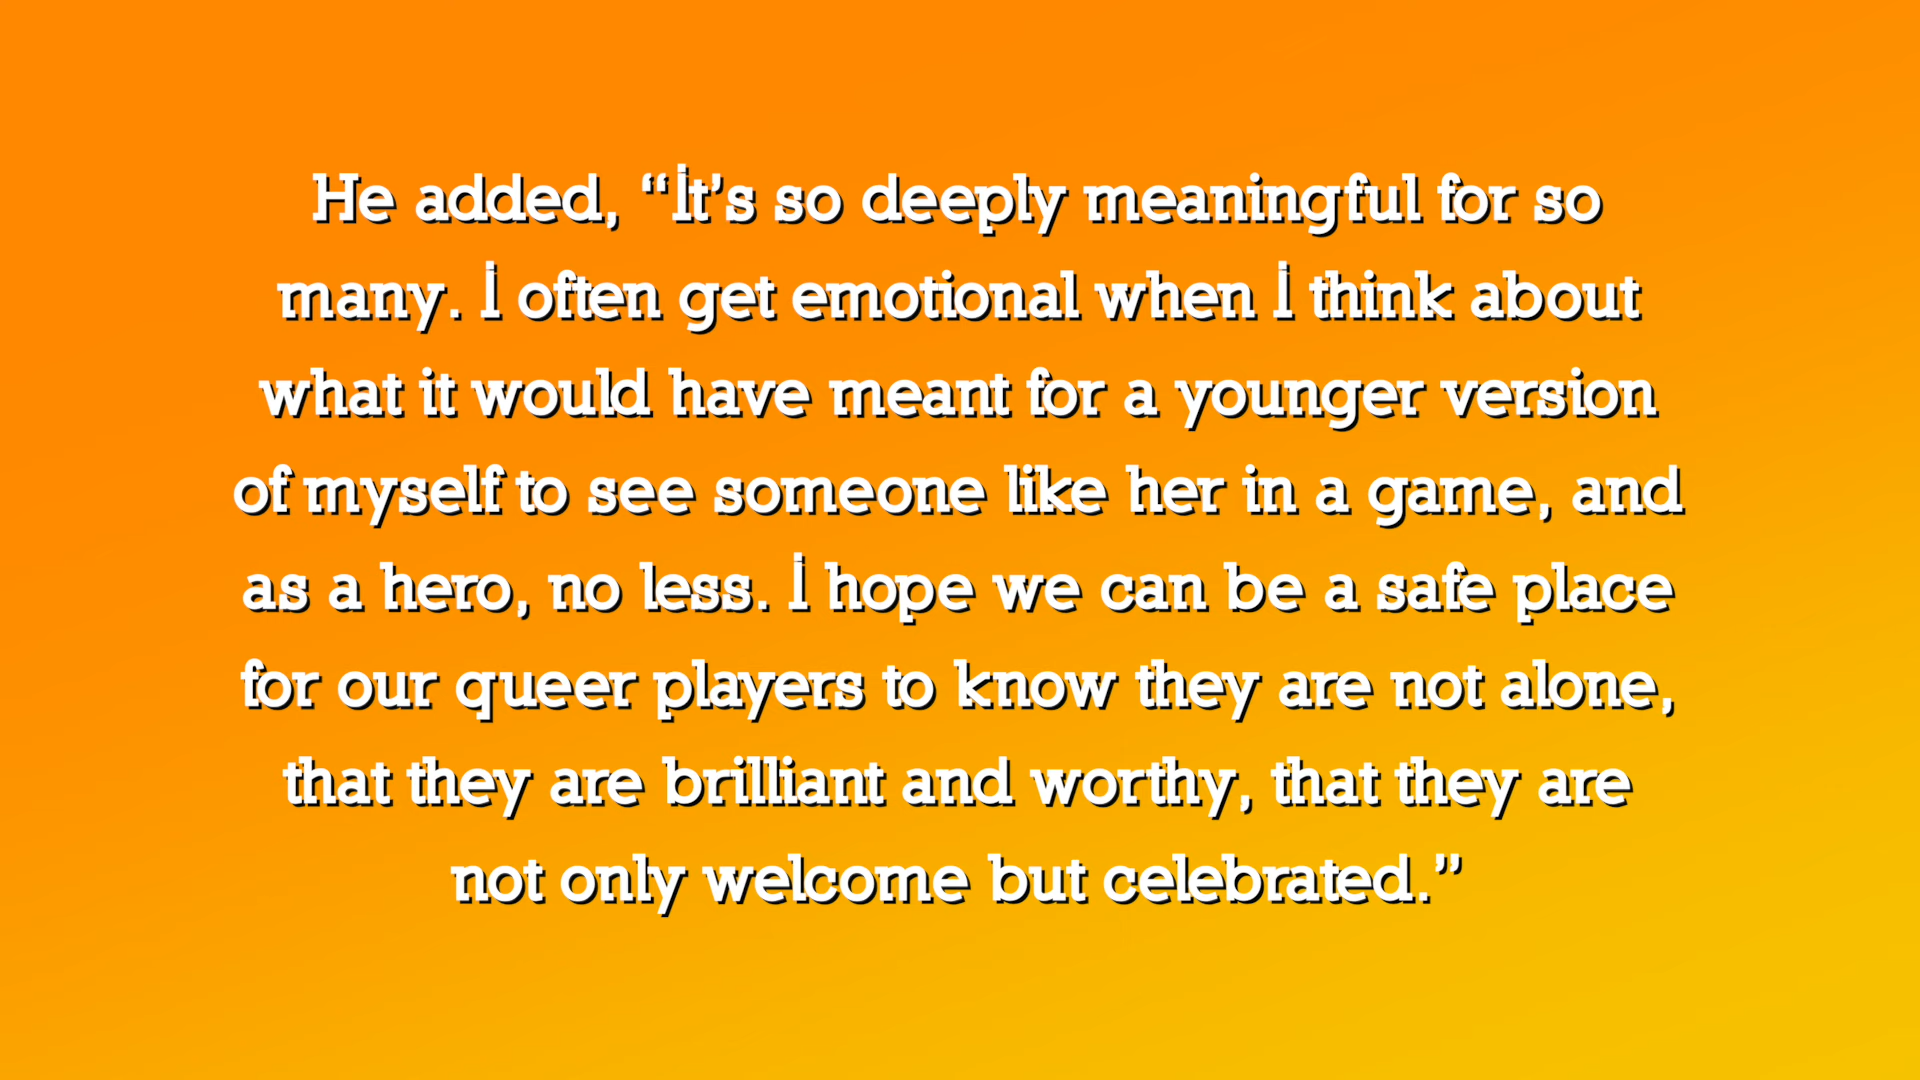 He added, “It’s so deeply meaningful for so
many. I often get emotional when I think about
what it would have meant for a younger version
of myself to see someone like her in a game, and
as a hero, no less. I hope we can be a safe place
for our queer players to know they are not alone,
that they are brilliant and worthy, that they are
not only welcome but celebrated.”